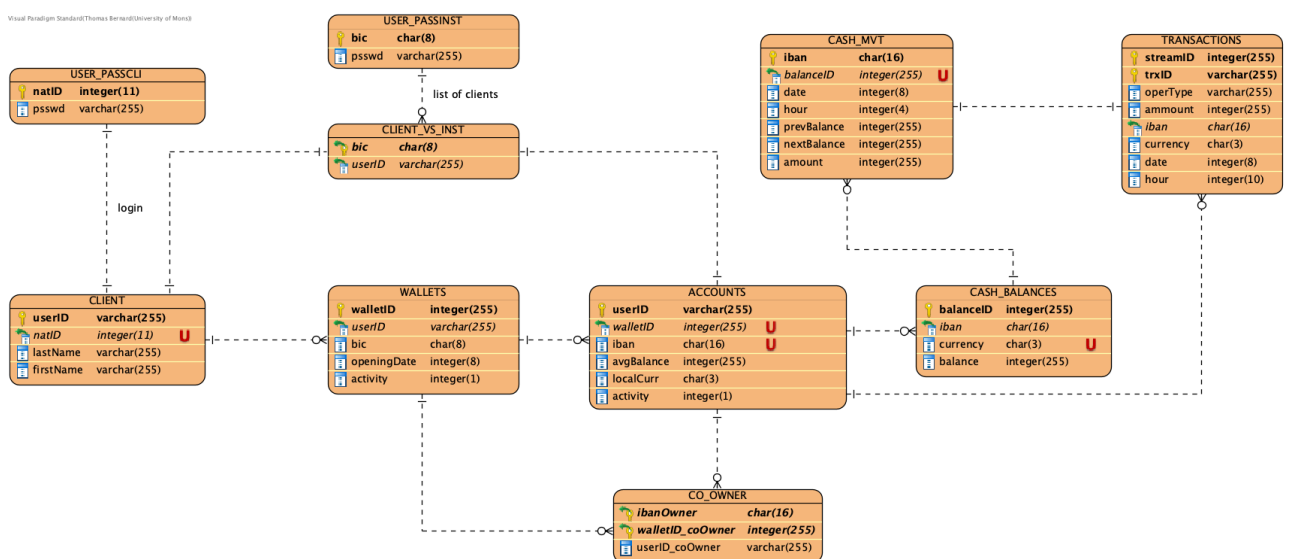 Visual Paradigm Standard(Thomas Bernard(University of Mons))
USER_PASSINST
bic char(8)
psswd varchar(255)
USER_PASSCLI
natID integer(11)
psswd varchar(255)
list of clients
CLIENT_VS_INST
bic char(8)
userID varchar(255)
CASH_MVT
iban char(16)
balanceID integer(255) U
date integer(8)
hour integer(4)
prevBalance integer(255)
nextBalance integer(255)
amount integer(255)
TRANSACTIONS
streamID integer(255)
trxID varchar(255)
operType varchar(255)
ammount integer(255)
iban char(16)
currency char(3)
date integer(8)
hour integer(10)
login
CLIENT
userID varchar(255)
natID integer(11) U
lastName varchar(255)
firstName varchar(255)
WALLETS
walletID integer(255)
userID varchar(255)
bic char(8)
openingDate integer(8)
activity integer(1)
ACCOUNTS
userID varchar(255)
walletID integer(255) U
iban char(16) U
avgBalance integer(255)
localCurr char(3)
activity integer(1)
CASH_BALANCES
balanceID integer(255)
iban char(16)
currency char(3) U
balance integer(255)
CO_OWNER
ibanOwner char(16)
walletID_coOwner integer(255)
userID_coOwner varchar(255)